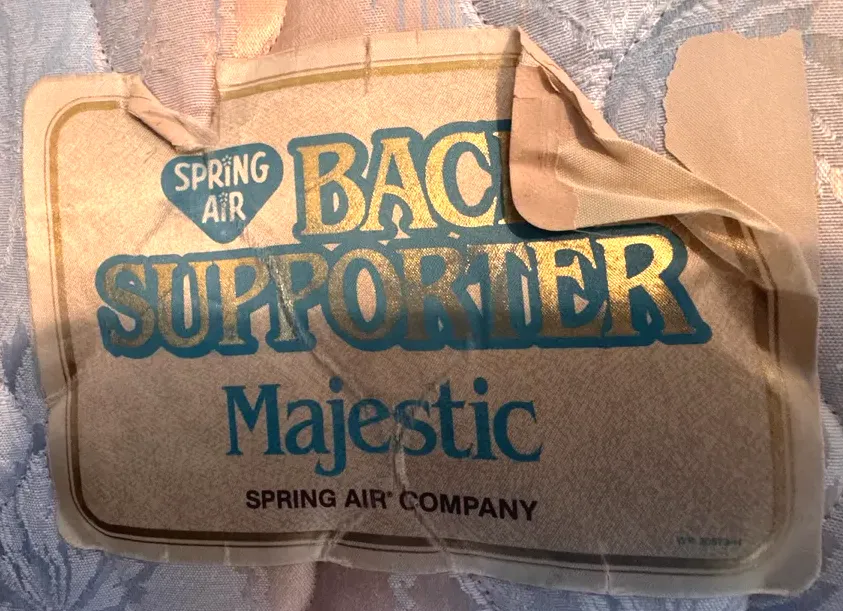 SPRiNG
AiR
BAC
SUPPORTER
Majestic
SPRING AIR® COMPANY